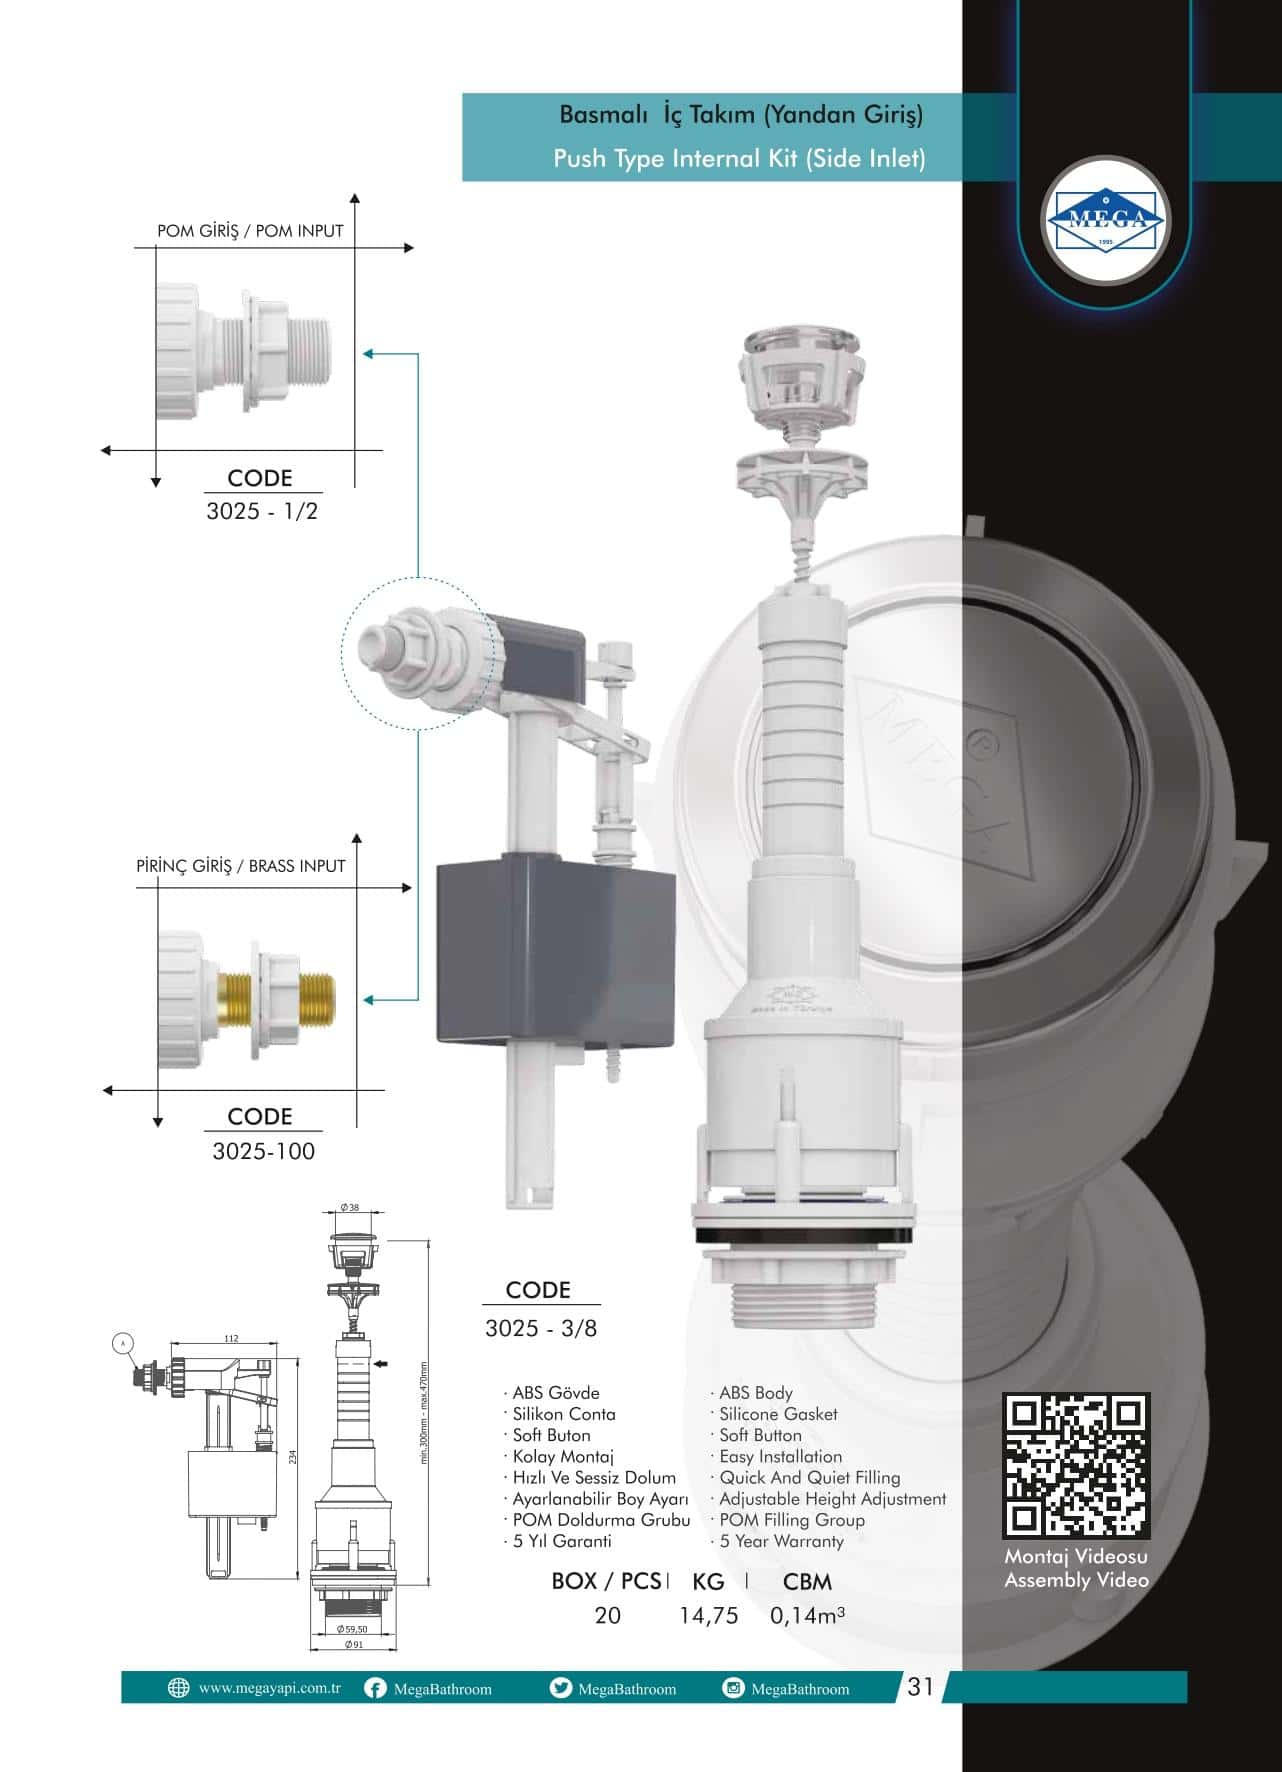 Basmalı İç Takım (Yandan Giriş)
Push Type Internal Kit (Side Inlet)
MEGA
1995
POM GİRİŞ / POM INPUT
CODE
3025 - 1/2
PİRİNÇ GİRİŞ / BRASS INPUT
CODE
3025-100
MEGA
Made in Türkiye
Ø38
112
A
234
min.300mm - max.470mm
Ø59,50
Ø91
CODE
3025 - 3/8
· ABS Gövde
· Silikon Conta
· Soft Buton
· Kolay Montaj
· Hızlı Ve Sessiz Dolum
· Ayarlanabilir Boy Ayarı
· POM Doldurma Grubu
· 5 Yıl Garanti
· ABS Body
· Silicone Gasket
· Soft Button
· Easy Installation
· Quick And Quiet Filling
· Adjustable Height Adjustment
· POM Filling Group
· 5 Year Warranty
BOX / PCS | KG | CBM
20 14,75 0,14m³
Montaj Videosu
Assembly Video
www.megayapi.com.tr MegaBathroom MegaBathroom MegaBathroom 31